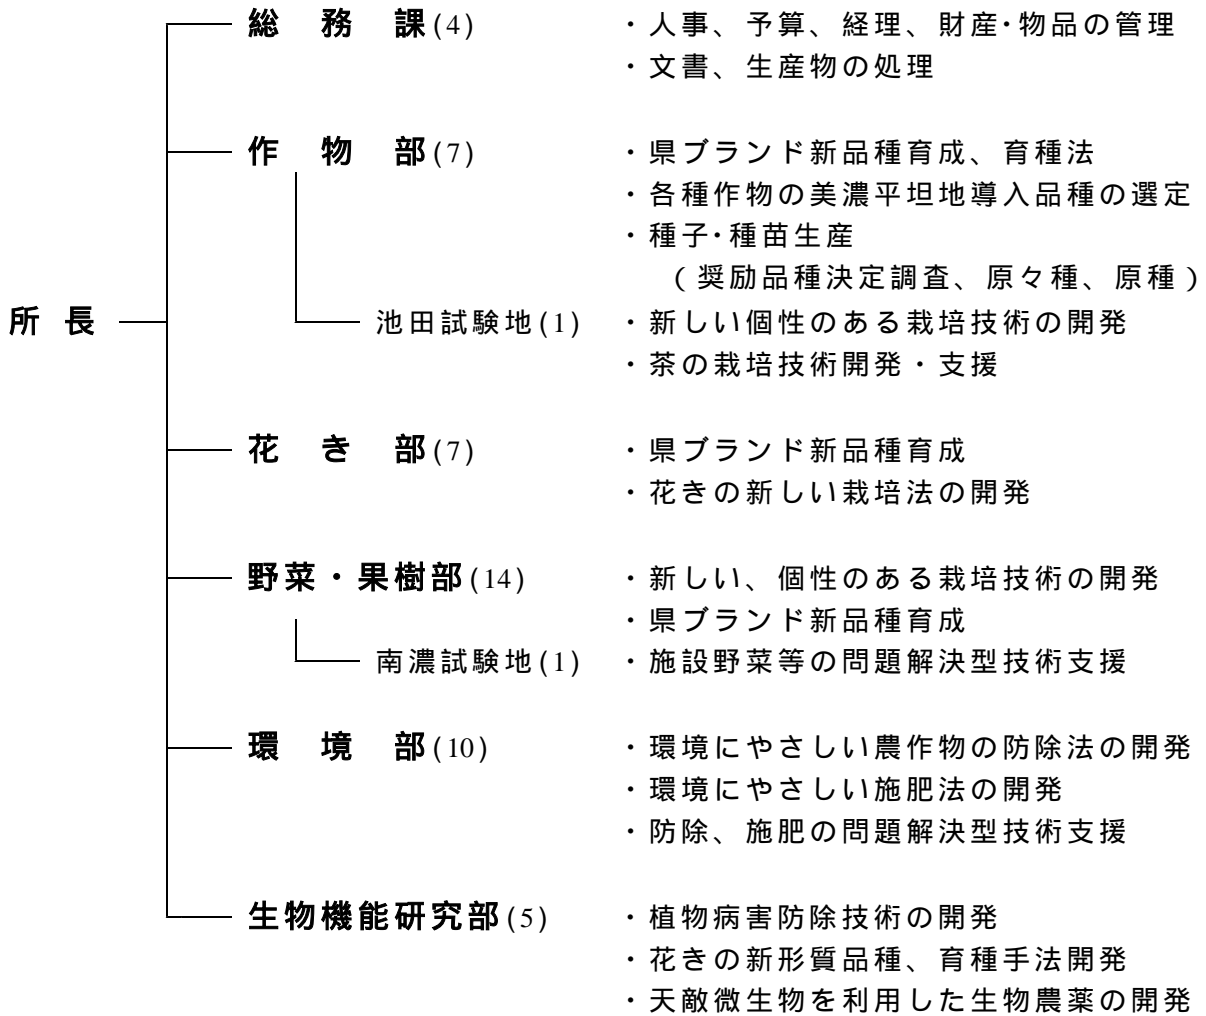 総務課(4) ・人事、予算、経理、財産･物品の管理
・文書、生産物の処理
作物部(7) ・県ブランド新品種育成、育種法
・各種作物の美濃平坦地導入品種の選定
・種子･種苗生産
(奨励品種決定調査、原々種、原種)
所長 池田試験地(1) ・新しい個性のある栽培技術の開発
・茶の栽培技術開発・支援
花き部(7) ・県ブランド新品種育成
・花きの新しい栽培法の開発
野菜・果樹部(14) ・新しい、個性のある栽培技術の開発
・県ブランド新品種育成
南濃試験地(1) ・施設野菜等の問題解決型技術支援
環境部(10) ・環境にやさしい農作物の防除法の開発
・環境にやさしい施肥法の開発
・防除、施肥の問題解決型技術支援
生物機能研究部(5) ・植物病害防除技術の開発
・花きの新形質品種、育種手法開発
・天敵微生物を利用した生物農薬の開発